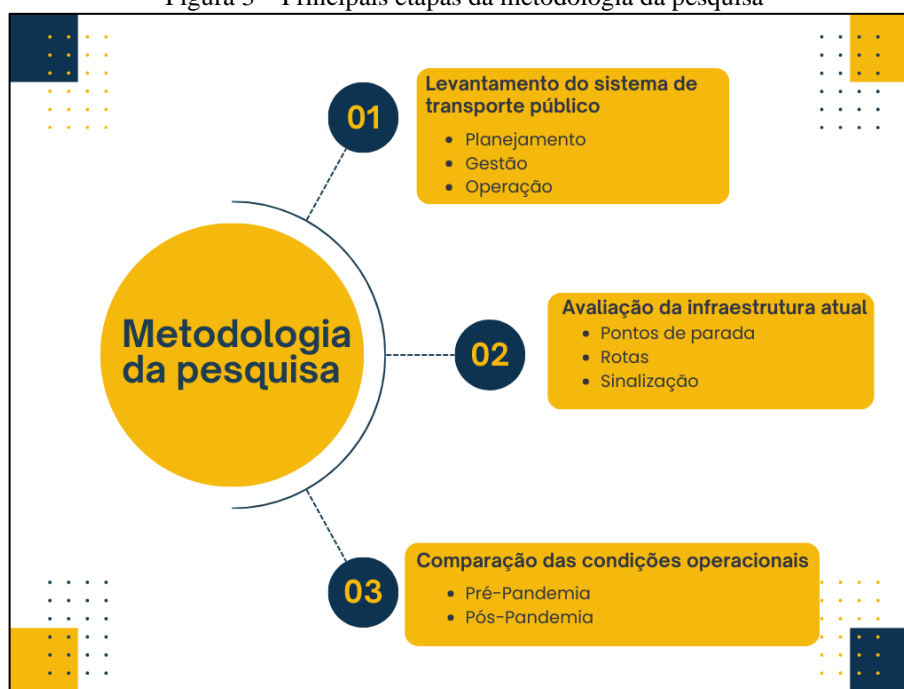 Figura 3 – Principais etapas da metodologia da pesquisa
01
Levantamento do sistema de
transporte público
• Planejamento
• Gestão
• Operação
Metodologia
da pesquisa
02
Avaliação da infraestrutura atual
• Pontos de parada
• Rotas
• Sinalização
03
Comparação das condições operacionais
• Pré-Pandemia
• Pós-Pandemia